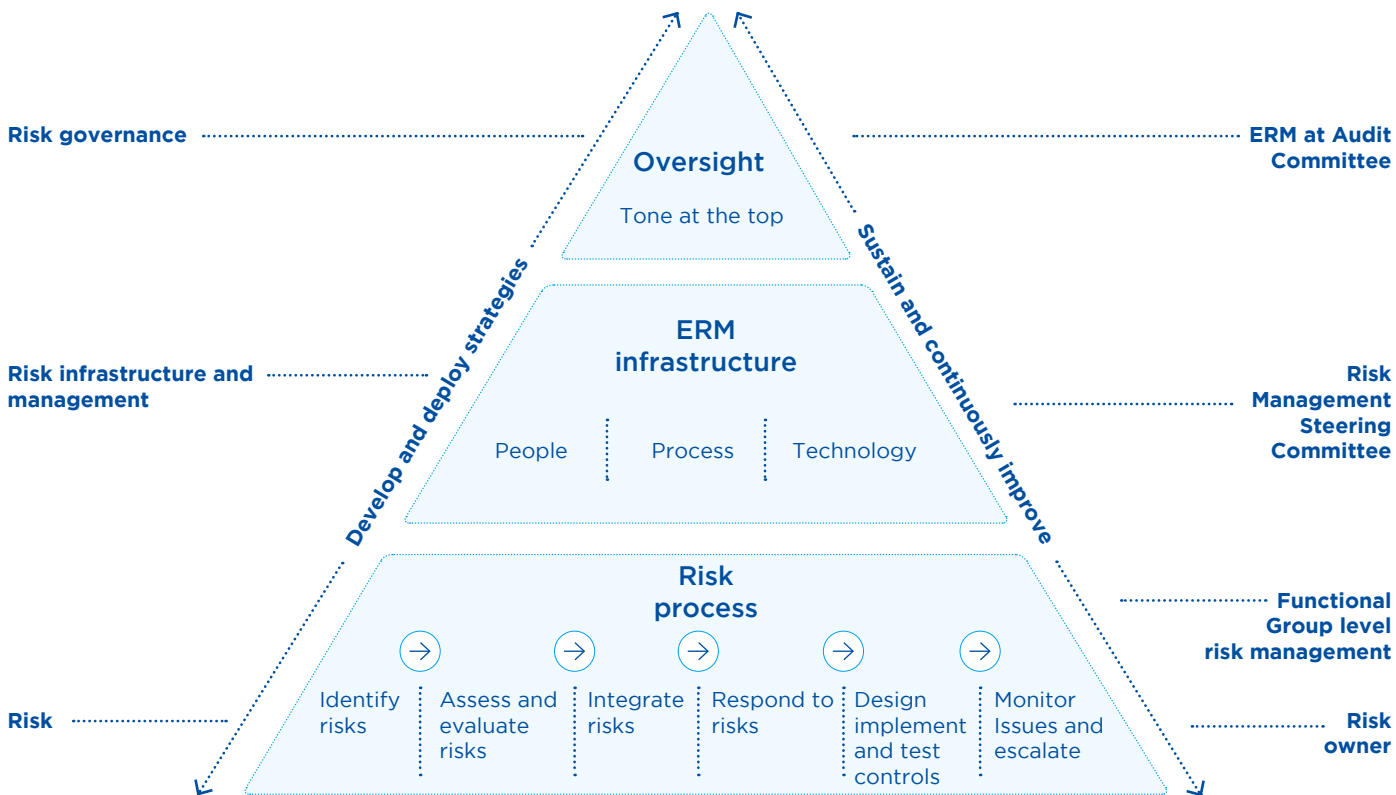 Risk governance
ERM at Audit
Committee
Oversight
Tone at the top
Develop and deploy strategies
Sustain and continuously improve
Risk infrastructure and
management
ERM
infrastructure
People
Process
Technology
Risk
Management
Steering
Committee
Risk
process
Functional
Group level
risk management
Identify
risks
Assess and
evaluate
risks
Integrate
risks
Respond to
risks
Design
implement
and test
controls
Monitor
Issues and
escalate
Risk
Risk
owner